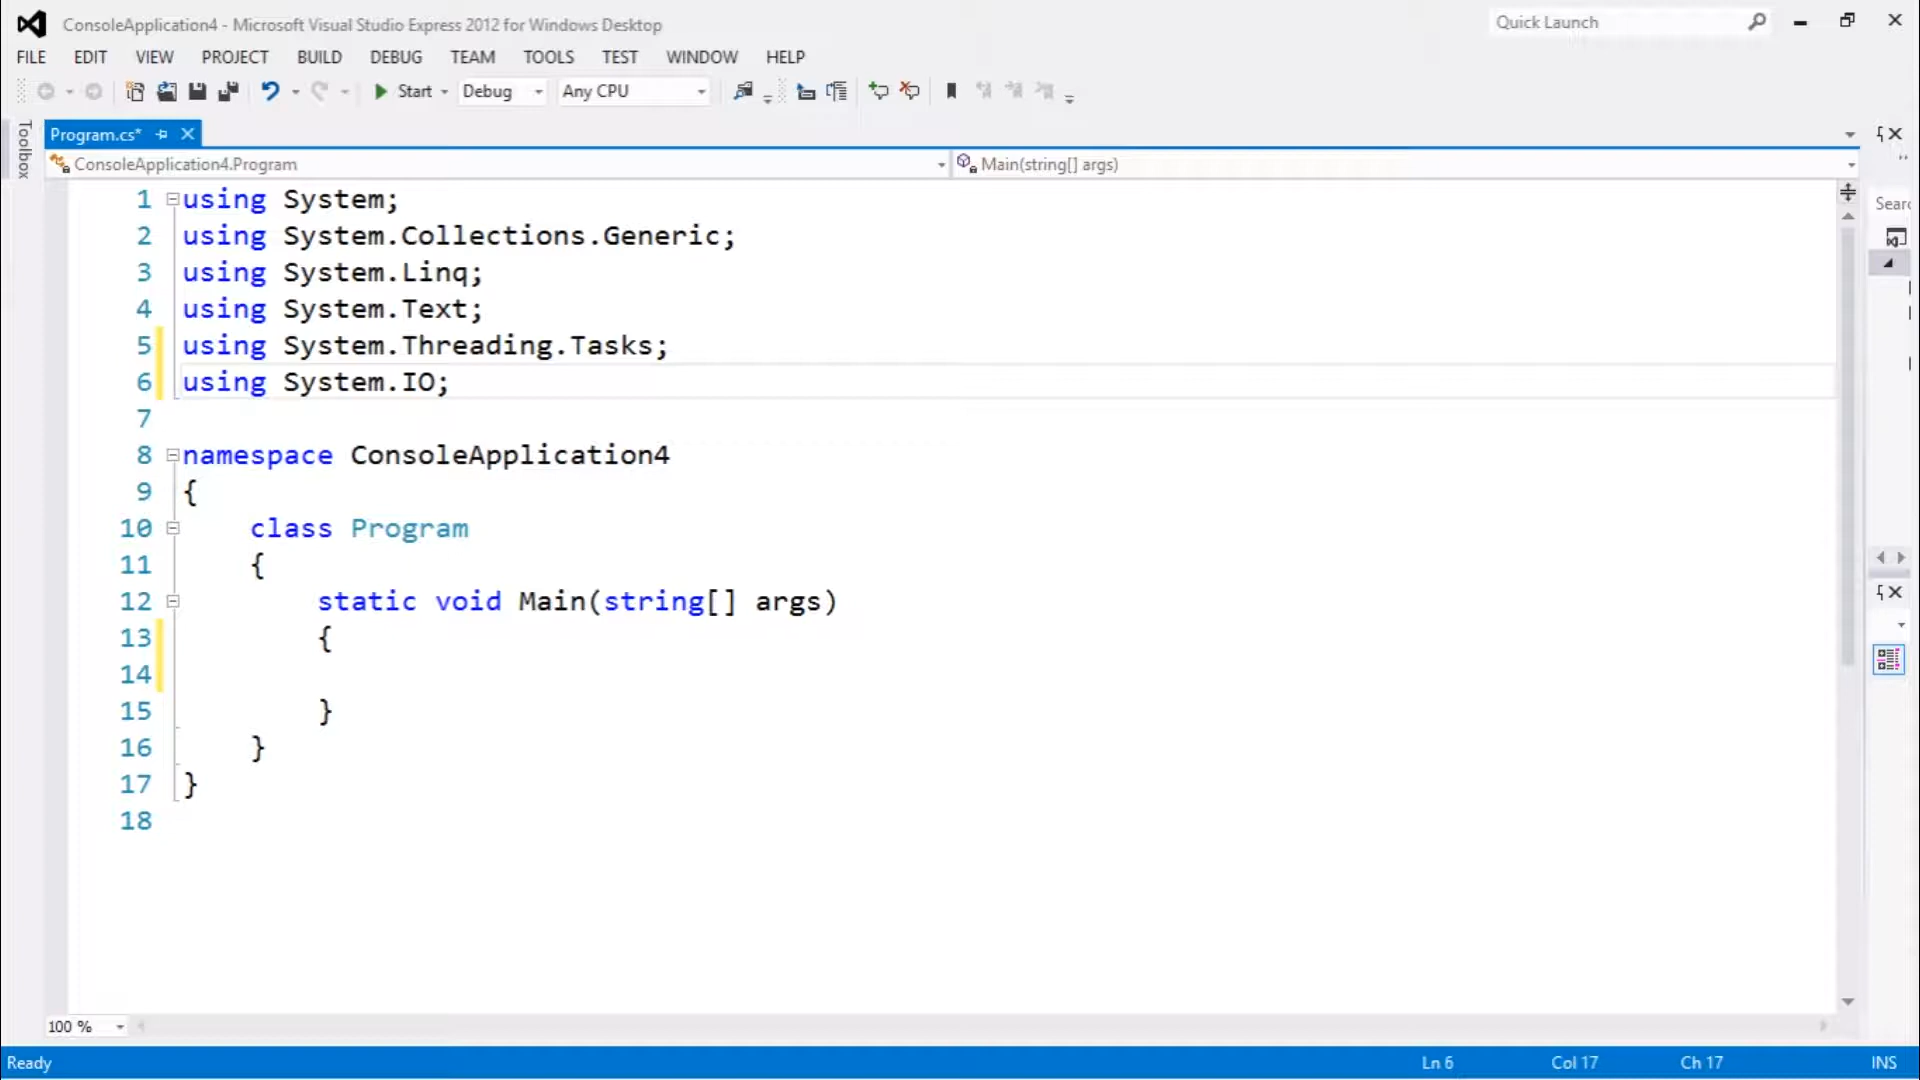 ConsoleApplication4 - Microsoft Visual Studio Express 2012 for Windows Desktop
Quick Launch
FILE EDIT VIEW PROJECT BUILD DEBUG TEAM TOOLS TEST WINDOW HELP
Start Debug Any CPU
Toolbox
Program.cs*
ConsoleApplication4.Program
Main(string[] args)
1 using System;
2 using System.Collections.Generic;
3 using System.Linq;
4 using System.Text;
5 using System.Threading.Tasks;
6 using System.IO;
7
8 namespace ConsoleApplication4
9 {
10 class Program
11 {
12 static void Main(string[] args)
13 {
14
15 }
16 }
17 }
18
100 %
Ready
Ln 6 Col 17 Ch 17 INS